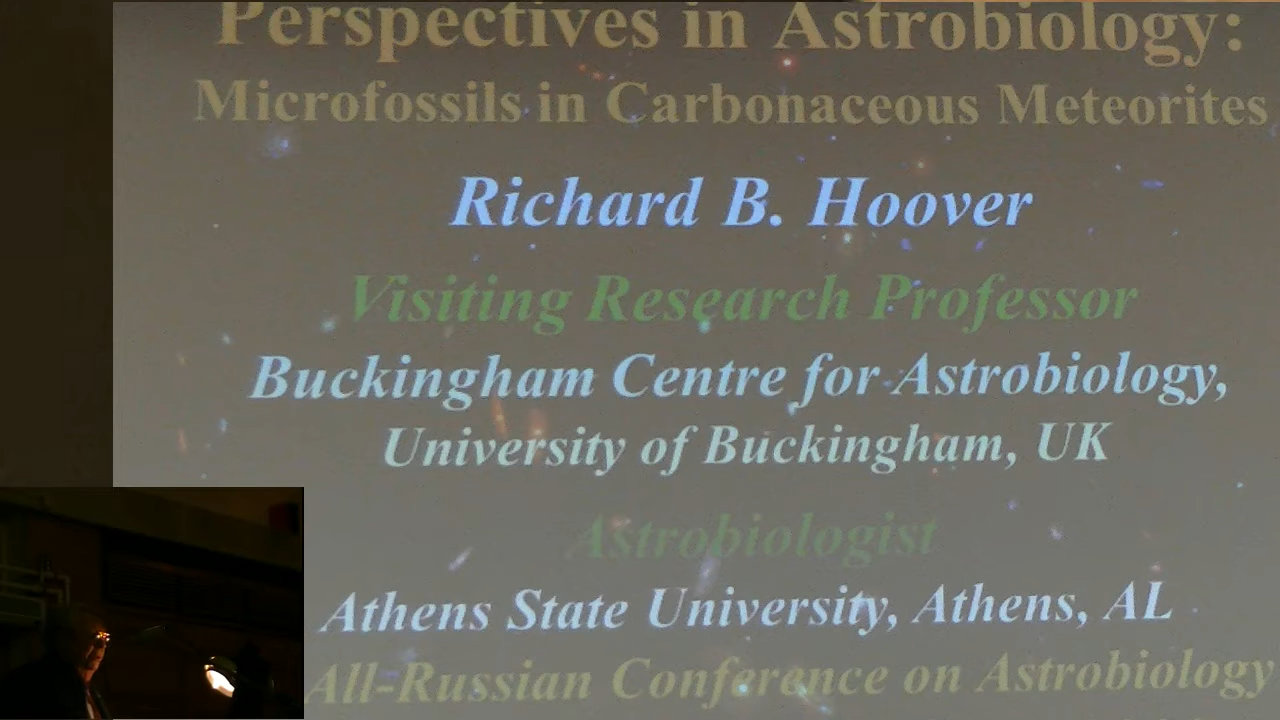 Perspectives in Astrobiology:
Microfossils in Carbonaceous Meteorites
Richard B. Hoover
Visiting Research Professor
Buckingham Centre for Astrobiology,
University of Buckingham, UK
Astrobiologist
Athens State University, Athens, AL
All-Russian Conference on Astrobiology